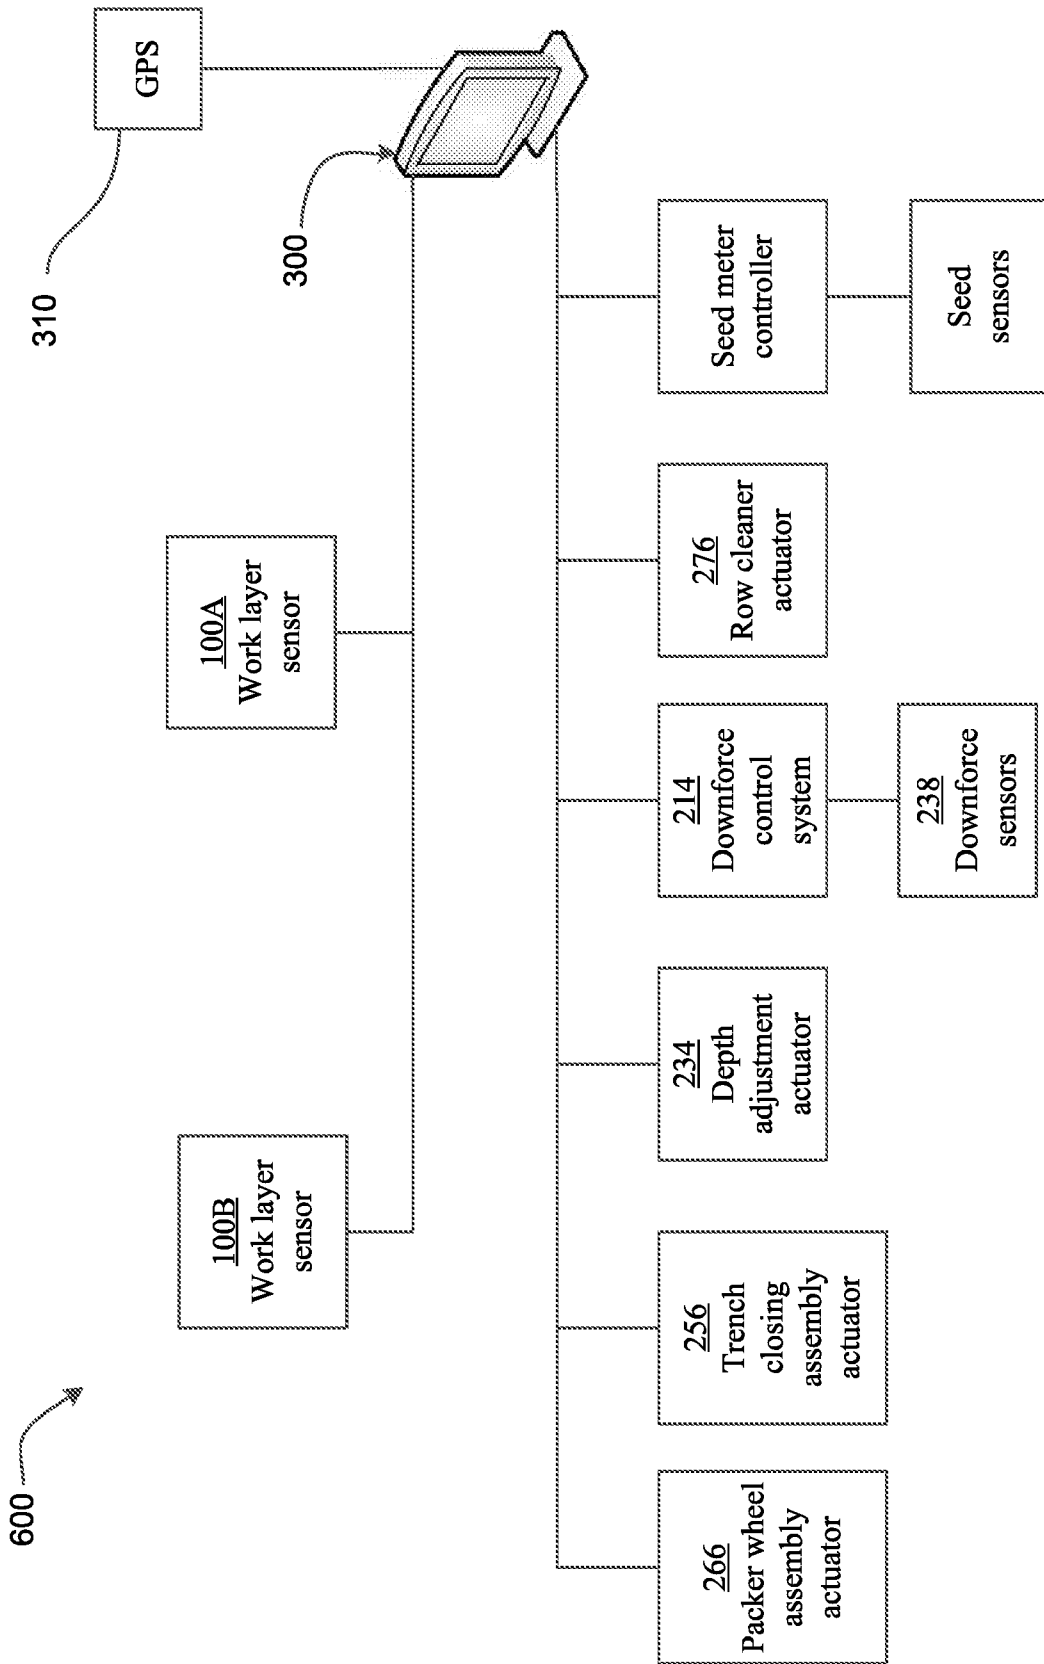 600
310
GPS
300
100B
Work layer
sensor
100A
Work layer
sensor
266
Packer wheel
assembly
actuator
256
Trench
closing
assembly
actuator
234
Depth
adjustment
actuator
214
Downforce
control
system
276
Row cleaner
actuator
Seed meter
controller
238
Downforce
sensors
Seed
sensors